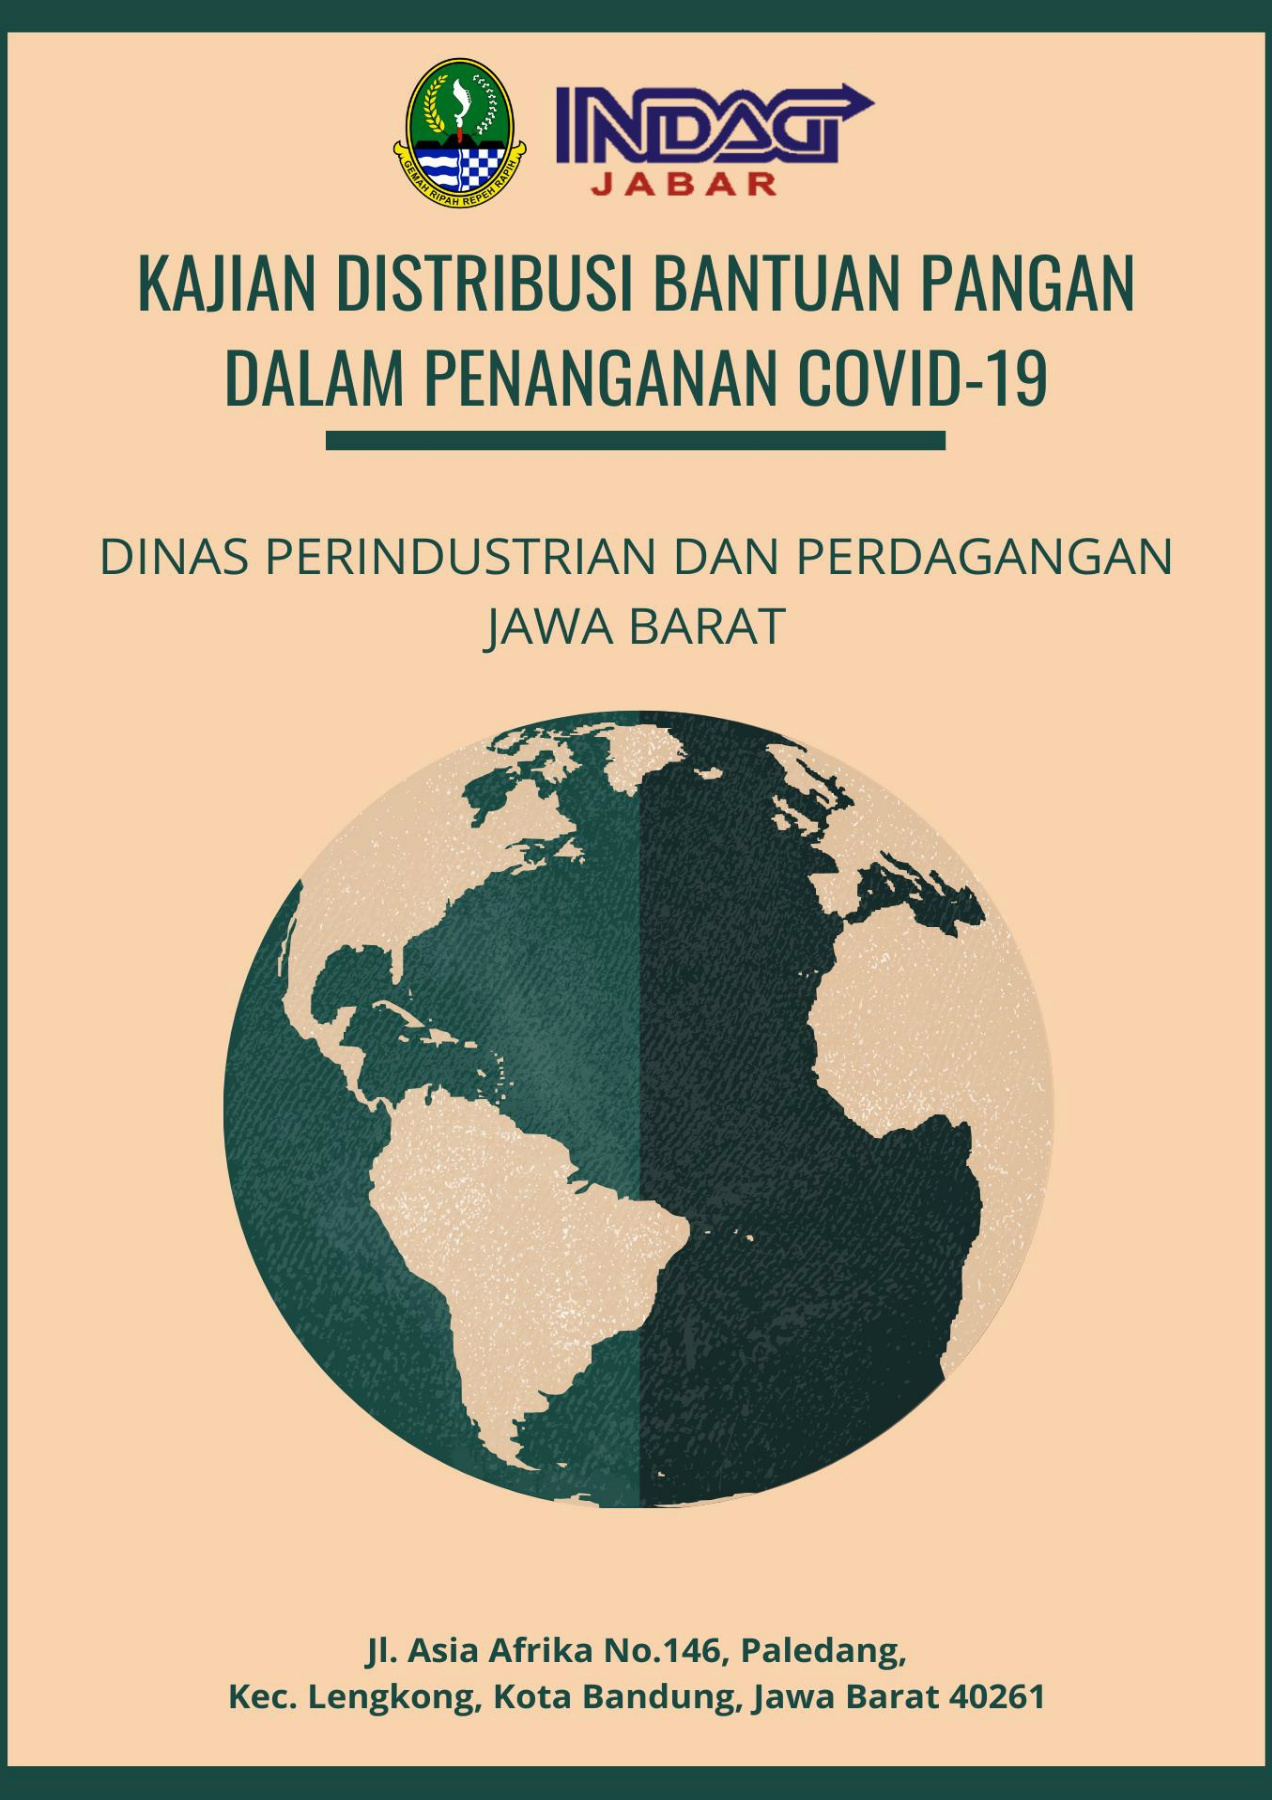 GEMAH RIPAH REPEH RAPIH
INDAG
JABAR
KAJIAN DISTRIBUSI BANTUAN PANGAN
DALAM PENANGANAN COVID-19
DINAS PERINDUSTRIAN DAN PERDAGANGAN
JAWA BARAT
Jl. Asia Afrika No.146, Paledang,
Kec. Lengkong, Kota Bandung, Jawa Barat 40261